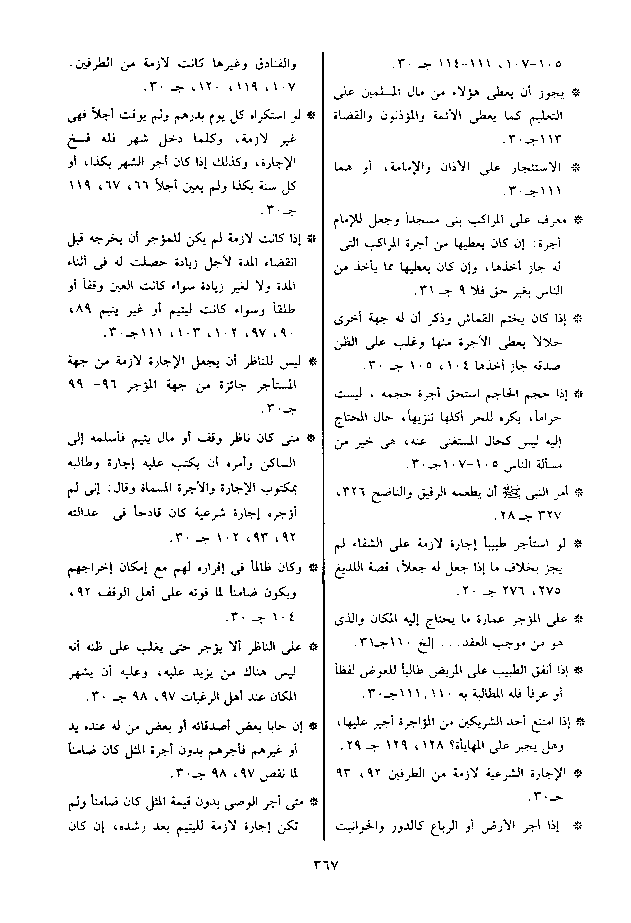 ١٠٥-١٠٧، ١١١-١١٤ جـ ٣٠.
* يجوز أن يعطى هؤلاء من مال المسلمين على
التعليم كما يعطى الأئمة والمؤذنون والقضاة
١١٣جـ٣٠.
* الاستئجار على الأذان والإمامة، أو هما
١١١جـ٣٠.
* معرف على المراكب بنى مسجداً وجعل للإمام
أجرة: إن كان يعطيها من أجرة المراكب التى
له جاز أخذها، وإن كان يعطيها مما يأخذ من
الناس بغير حق فلا ٩ جـ ٣١.
* إذا كان يختم القماش وذكر أن له جهة أخرى
حلالاً يعطى الأجرة منها وغلب على الظن
صدقه جاز أخذها ١٠٤، ١٠٥ جـ ٣٠.
* إذا حجم الحاجم استحق أجرة حجمه ، ليست
حراماً، يكره للحر أكلها تنزيهاً، حال المحتاج
إليه ليس كحال المستغنى عنه، هى خير من
مسألة الناس ١٠٥-١٠٧جـ٣٠.
* أمر النبى ﷺ أن يطعمه الرقيق والناضح ٣٢٦،
٣٢٧ جـ٢٨.
* لو استأجر طبيباً إجارة لازمة على الشفاء لم
يجز بخلاف ما إذا جعل له جعلاً، قصة اللديغ
٢٧٥، ٢٧٦ جـ ٢٠.
* على المؤجر عمارة ما يحتاج إليه المكان والذى
هو من موجب العقد... إلخ ١١٠جـ٣١.
* إذا أنفق الطبيب على المريض طالباً للعوض لفظاً
أو عرفاً فله المطالبة به ١١٠، ١١١جـ٣٠.
* إذا امتنع أحد الشريكين من المؤاجرة أجبر عليها،
وهل يجبر على المهايأة؟ ١٢٨، ١٢٩ جـ ٢٩.
* الإجارة الشرعية لازمة من الطرفين ٩٢، ٩٣
جـ٣٠.
* إذا أجر الأرض أو الرباع كالدور والحوانيت
والفنادق وغيرها كانت لازمة من الطرفين.
١٠٧، ١١٩، ١٢٠، جـ ٣٠.
* لو استكراه كل يوم بدرهم ولم يوقت أجلاً فهى
غير لازمة، وكلما دخل شهر فله فسخ
الإجارة، وكذلك إذا كان أجر الشهر بكذا، أو
كل سنة بكذا ولم يعين أجلاً ٦٦، ٦٧، ١١٩
جـ٣٠.
* إذا كانت لازمة لم يكن للمؤجر أن يخرجه قبل
انقضاء المدة لأجل زيادة حصلت له فى أثناء
المدة ولا لغير زيادة سواء كانت العين وقفاً أو
طلقاً وسواء كانت ليتيم أو غير يتيم ٨٩،
٩٠، ٩٧، ١٠٢، ١٠٣، ١١١جـ٣٠.
* ليس للناظر أن يجعل الإجارة لازمة من جهة
المستأجر جائزة من جهة المؤجر ٩٦- ٩٩
جـ٣٠.
* متى كان ناظر وقف أو مال يتيم فأسلمه إلى
الساكن وأمره أن يكتب عليه إجارة وطالبه
بمكتوب الإجارة والأجرة المسماة وقال: إنى لم
أؤجره إجارة شرعية كان قادحاً فى عدالته
٩٢، ٩٣، ١٠٢ جـ ٣٠.
* وكان ظالماً فى إقراره لهم مع إمكان إخراجهم
ويكون ضامناً لما فوته على أهل الوقف ٩٢،
١٠٤ جـ ٣٠.
* على الناظر ألا يؤجر حتى يغلب على ظنه أنه
ليس هناك من يزيد عليه، وعليه أن يشهر
المكان عند أهل الرغبات ٩٧، ٩٨ جـ ٣٠.
* إن حابا بعض أصدقائه أو بعض من له عنده يد
أو غيرهم فأجرهم بدون أجرة المثل كان ضامناً
لما نقص ٩٧، ٩٨ جـ٣٠.
* متى أجر الوصى بدون قيمة المثل كان ضامناً ولم
تكن إجارة لازمة لليتيم بعد رشده، إن كان
٣٦٧